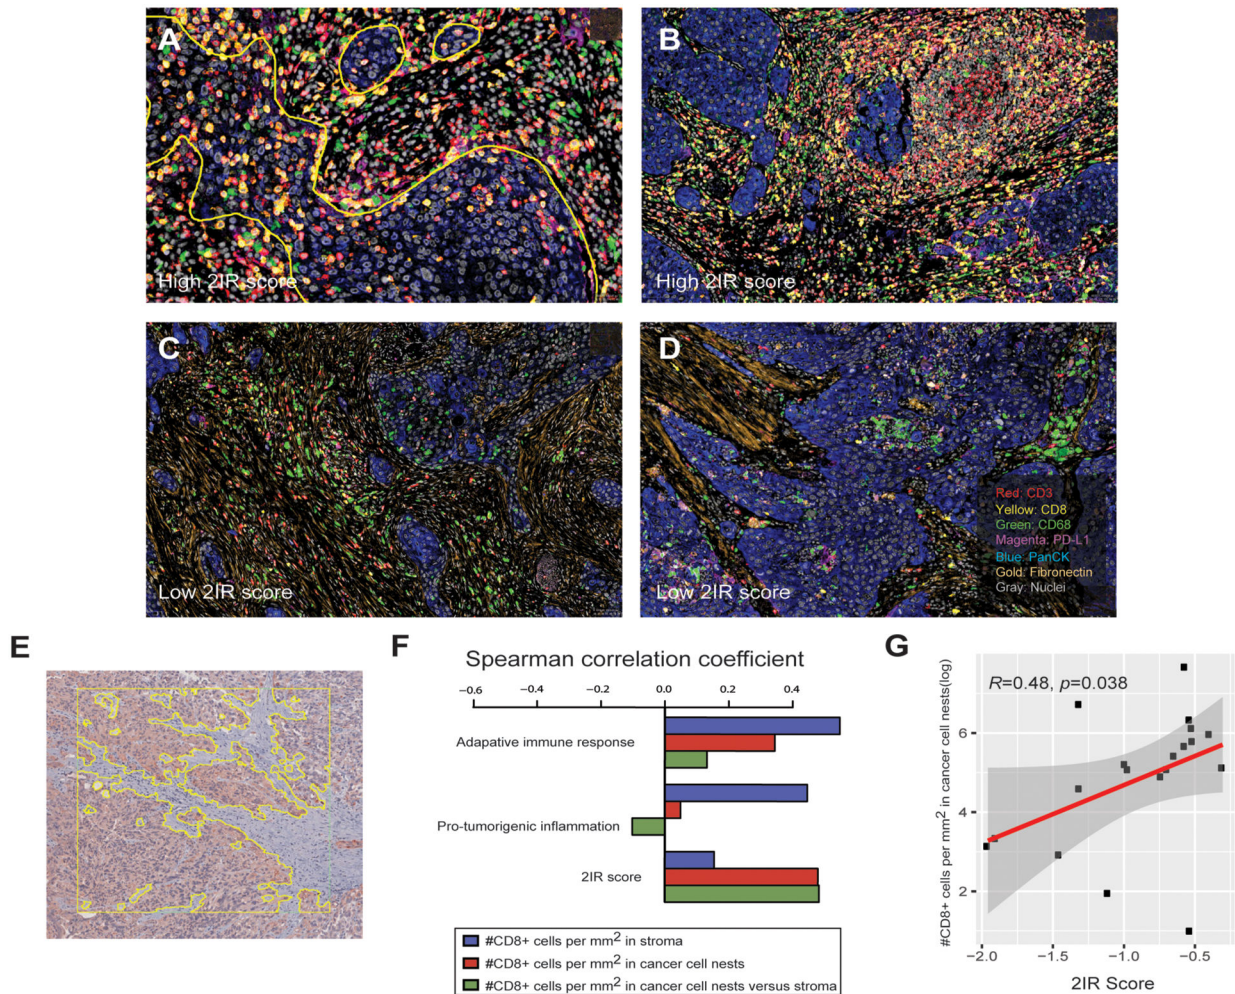 A
High 2IR score
B
High 2IR score
C
Low 2IR score
D
Low 2IR score
Red: CD3
Yellow: CD8
Green: CD68
Magenta: PD-L1
Blue: PanCK
Gold: Fibronectin
Gray: Nuclei
E
F
Spearman correlation coefficient
−0.6 −0.4 −0.2 0.0 0.2 0.4
Adapative immune response
Pro-tumorigenic inflammation
2IR score
#CD8+ cells per mm2 in stroma
#CD8+ cells per mm2 in cancer cell nests
#CD8+ cells per mm2 in cancer cell nests versus stroma
G
#CD8+ cells per mm2 in cancer cell nests(log)
R=0.48, p=0.038
6
4
2
−2.0 −1.5 −1.0 −0.5
2IR Score